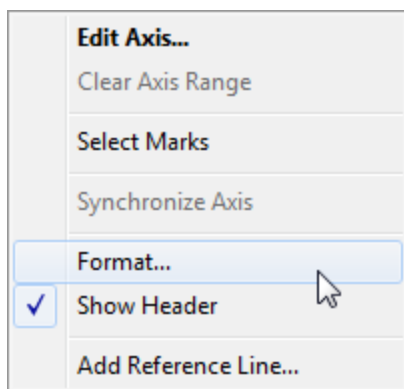 Edit Axis...
Clear Axis Range
Select Marks
Synchronize Axis
Format...
Show Header
Add Reference Line...